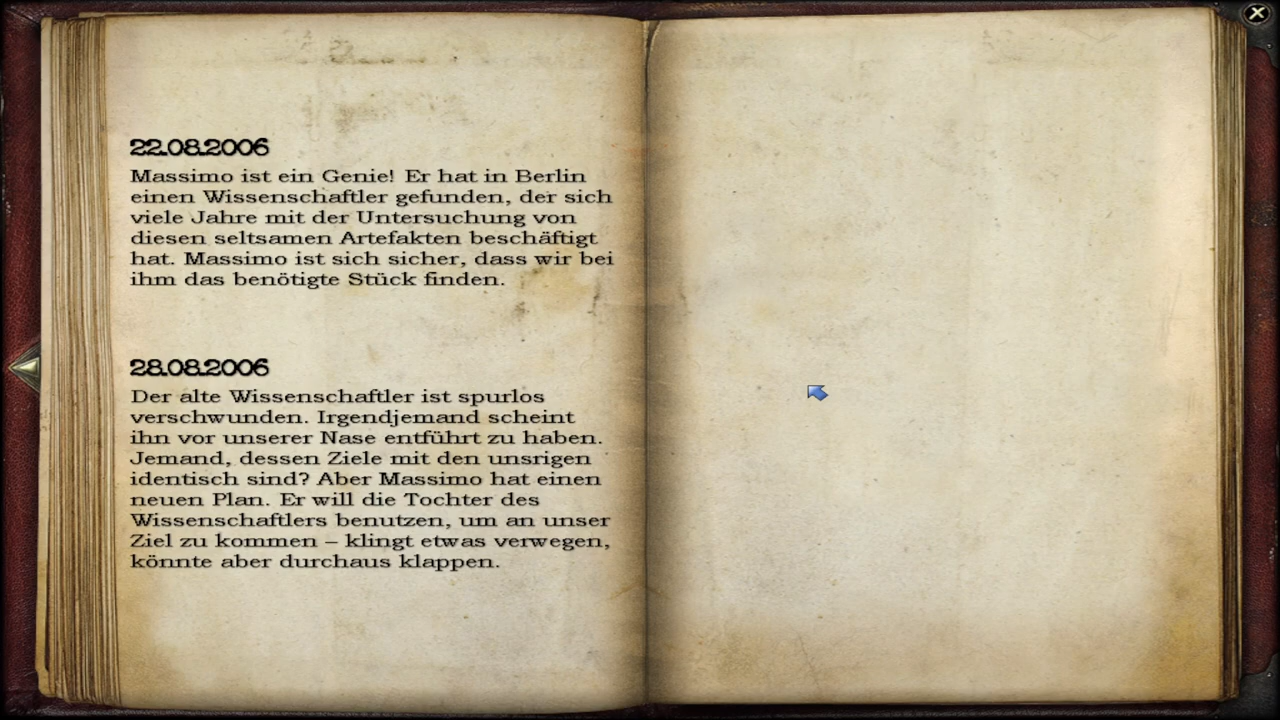 22.08.2006
Massimo ist ein Genie! Er hat in Berlin
einen Wissenschaftler gefunden, der sich
viele Jahre mit der Untersuchung von
diesen seltsamen Artefakten beschäftigt
hat. Massimo ist sich sicher, dass wir bei
ihm das benötigte Stück finden.
28.08.2006
Der alte Wissenschaftler ist spurlos
verschwunden. Irgendjemand scheint
ihn vor unserer Nase entführt zu haben.
Jemand, dessen Ziele mit den unsrigen
identisch sind? Aber Massimo hat einen
neuen Plan. Er will die Tochter des
Wissenschaftlers benutzen, um an unser
Ziel zu kommen – klingt etwas verwegen,
könnte aber durchaus klappen.